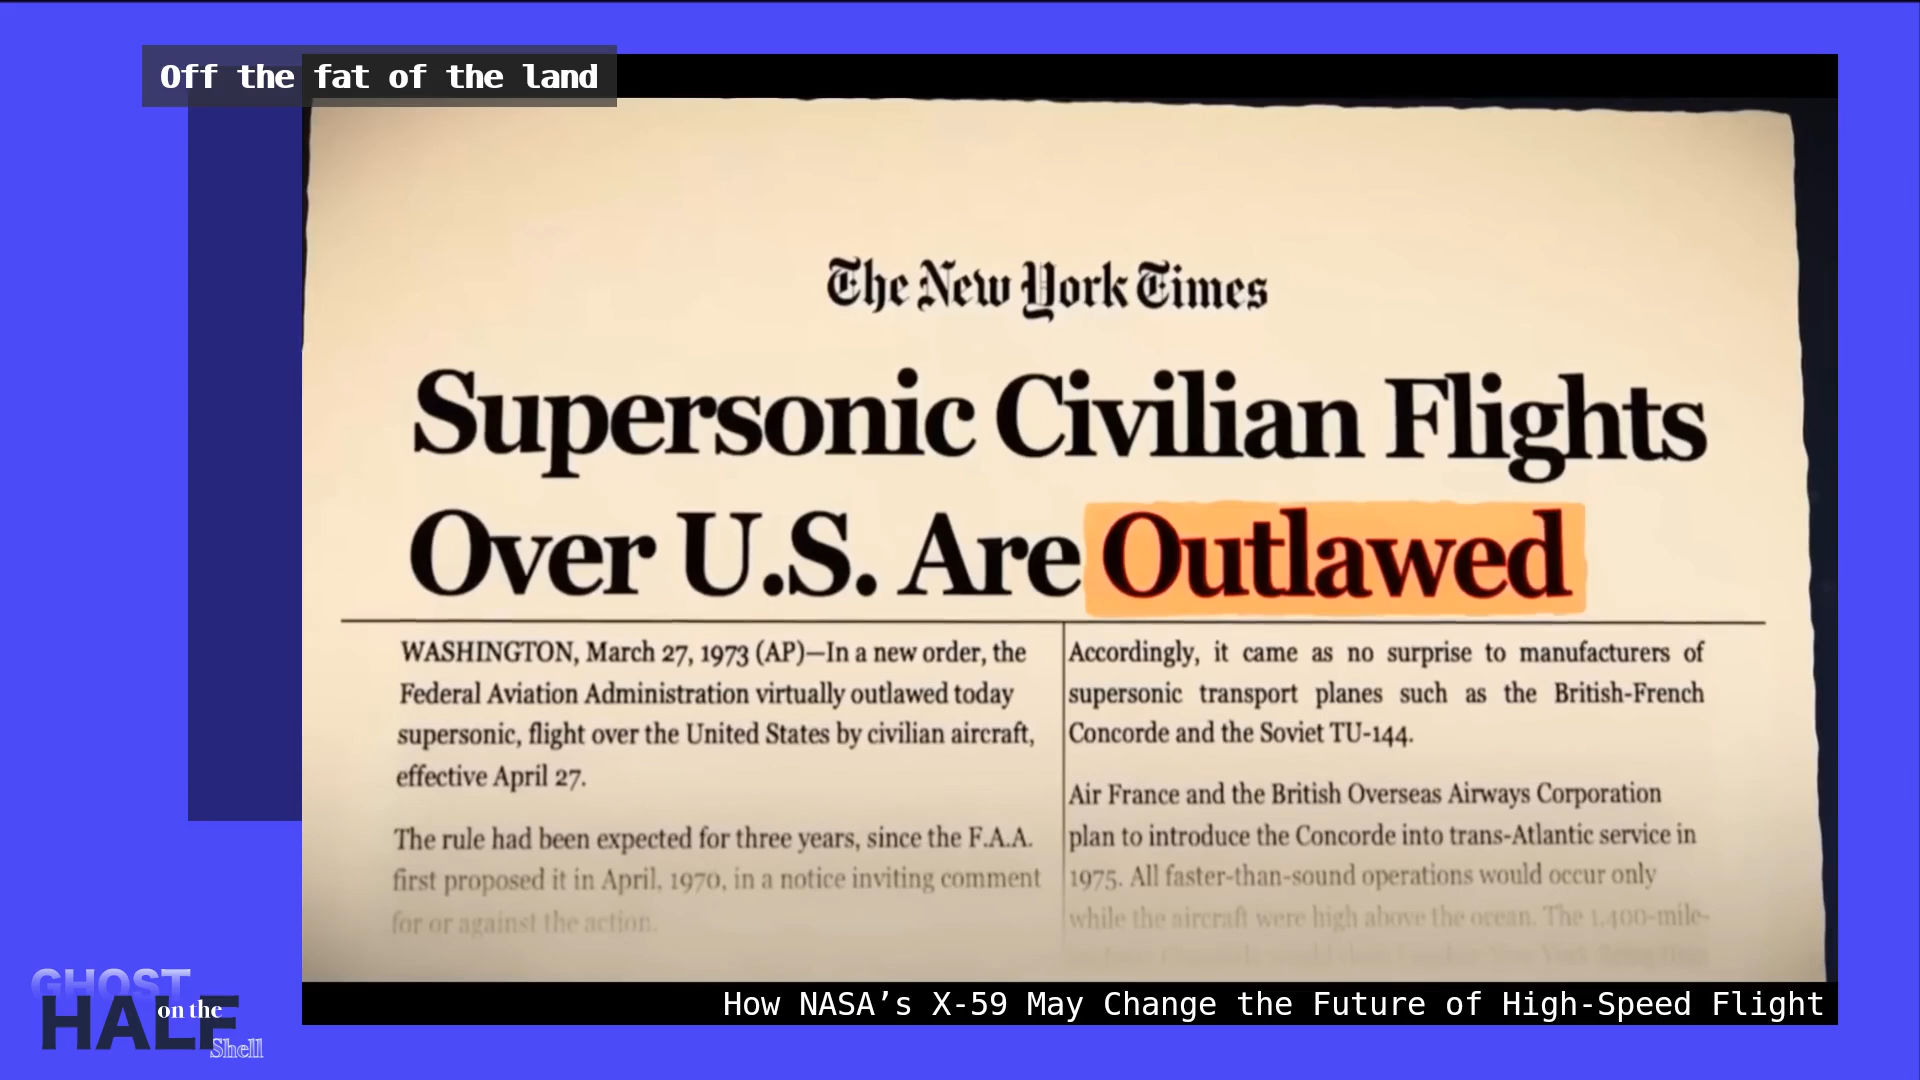 Off the fat of the land
The New York Times
Supersonic Civilian Flights
Over U.S. Are Outlawed
WASHINGTON, March 27, 1973 (AP)—In a new order, the
Federal Aviation Administration virtually outlawed today
supersonic, flight over the United States by civilian aircraft,
effective April 27.
The rule had been expected for three years, since the F.A.A.
first proposed it in April, 1970, in a notice inviting comment
for or against the action.
Accordingly, it came as no surprise to manufacturers of
supersonic transport planes such as the British-French
Concorde and the Soviet TU-144.
Air France and the British Overseas Airways Corporation
plan to introduce the Concorde into trans-Atlantic service in
1975. All faster-than-sound operations would occur only
while the aircraft were high above the ocean. The 1,400-mile-
How NASA’s X-59 May Change the Future of High-Speed Flight
GHOST
on the
HALF
Shell